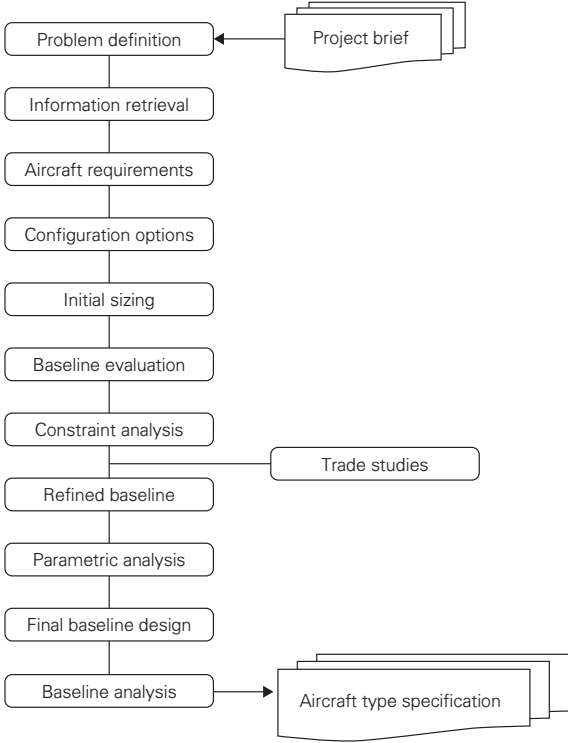 Problem definition
Project brief
Information retrieval
Aircraft requirements
Configuration options
Initial sizing
Baseline evaluation
Constraint analysis
Trade studies
Refined baseline
Parametric analysis
Final baseline design
Baseline analysis
Aircraft type specification